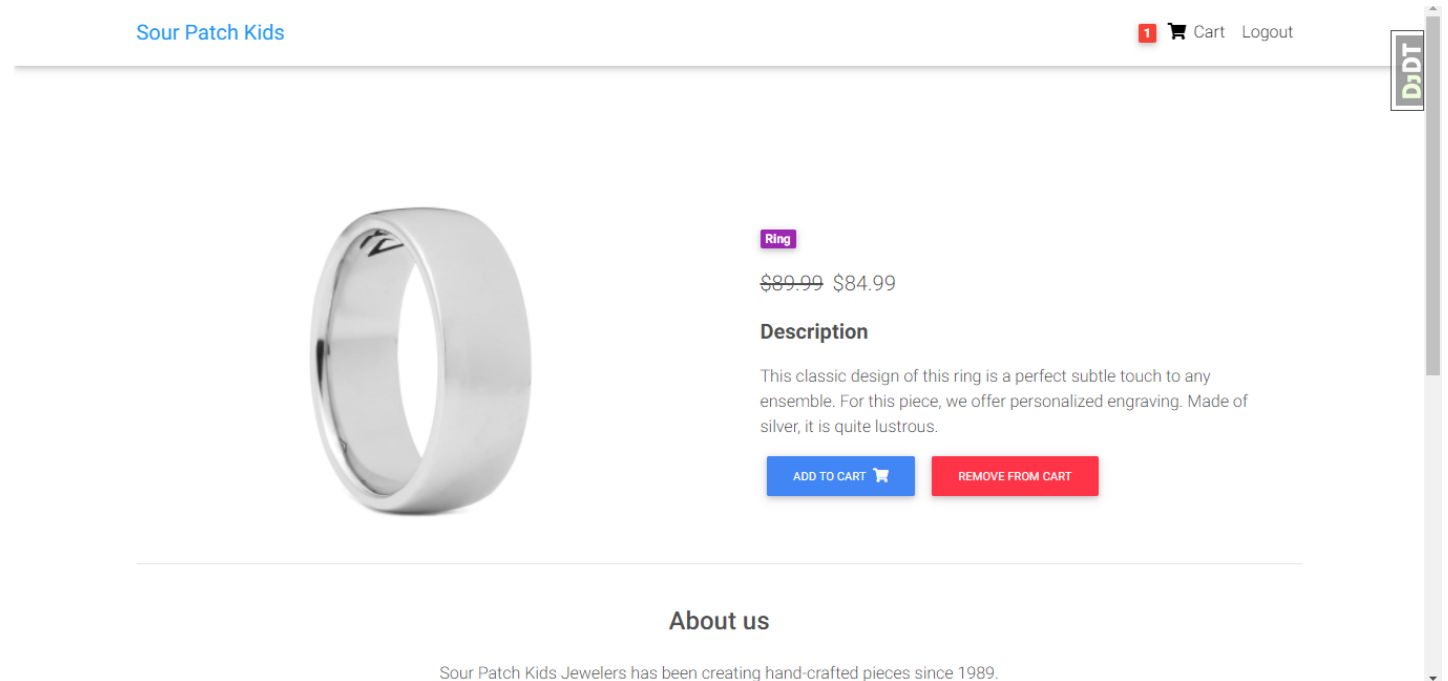 Sour Patch Kids
1 Cart Logout
DJDT
Ring
$89.99 $84.99
Description
This classic design of this ring is a perfect subtle touch to any
ensemble. For this piece, we offer personalized engraving. Made of
silver, it is quite lustrous.
ADD TO CART
REMOVE FROM CART
About us
Sour Patch Kids Jewelers has been creating hand-crafted pieces since 1989.